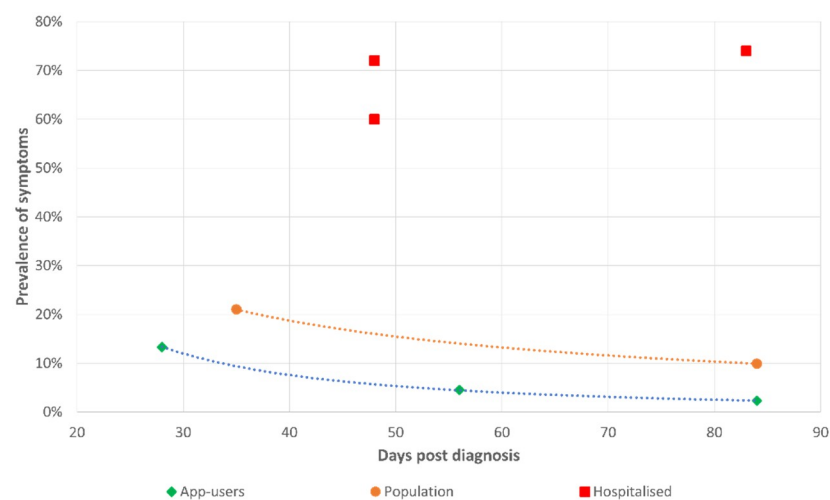 80%
70%
60%
50%
40%
30%
20%
10%
0%
Prevalence of symptoms
20 30 40 50 60 70 80 90
Days post diagnosis
App-users Population Hospitalised